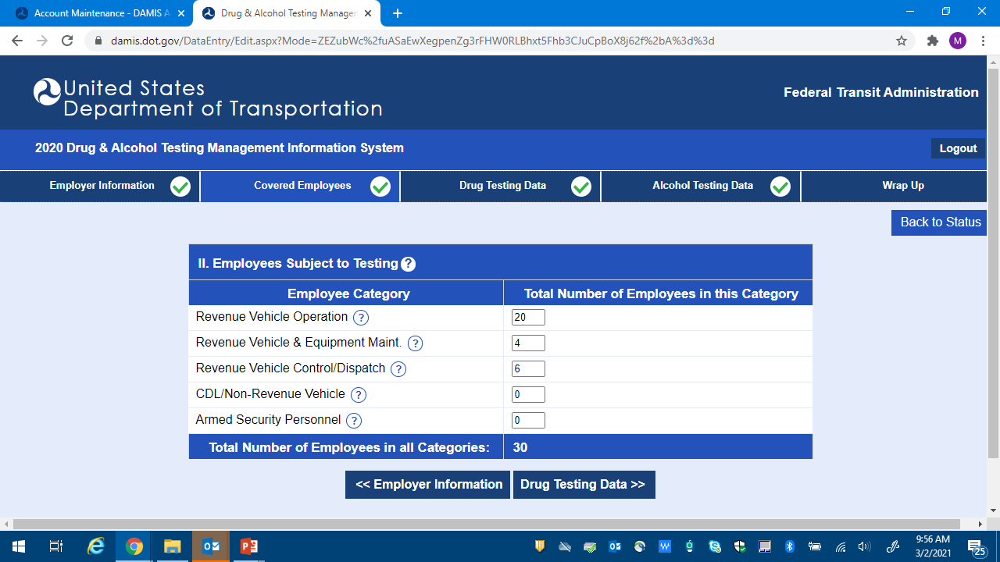 Account Maintenance - DAMIS A
Drug & Alcohol Testing Managem
damis.dot.gov/DataEntry/Edit.aspx?Mode=ZEZubWc%2fuASaEwXegpenZg3rFHW0RLBhxt5Fhb3CJuCpBoX8j62f%2bA%3d%3d
M
United States
Department of Transportation
Federal Transit Administration
2020 Drug & Alcohol Testing Management Information System
Logout
Employer Information
Covered Employees
Drug Testing Data
Alcohol Testing Data
Wrap Up
Back to Status
II. Employees Subject to Testing ?
Employee Category Total Number of Employees in this Category
Revenue Vehicle Operation ? 20
Revenue Vehicle & Equipment Maint. ? 4
Revenue Vehicle Control/Dispatch ? 6
CDL/Non-Revenue Vehicle ? 0
Armed Security Personnel ? 0
Total Number of Employees in all Categories: 30
<< Employer Information
Drug Testing Data >>
9:56 AM
3/2/2021
25